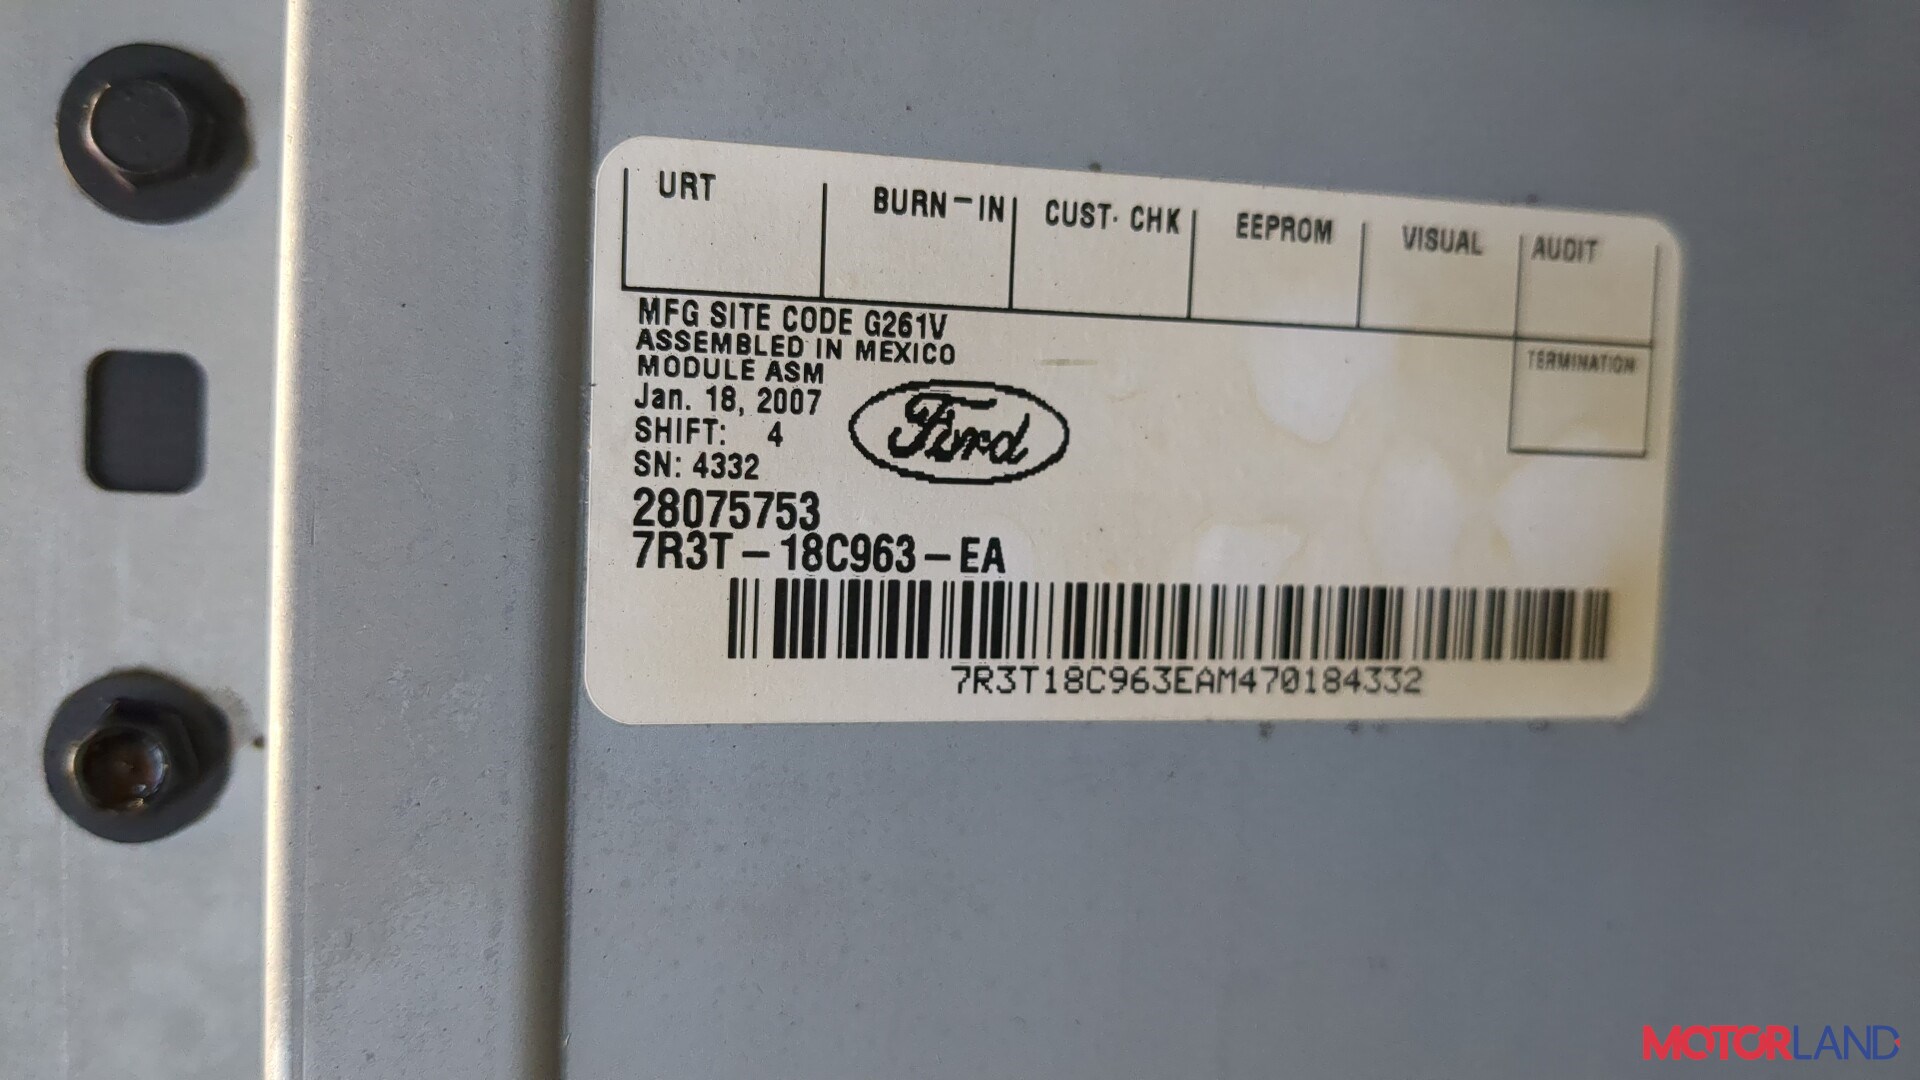 URT BURN-IN CUST. CHK EEPROM VISUAL AUDIT
TERMINATION
MFG SITE CODE G261V
ASSEMBLED IN MEXICO
MODULE ASM
Jan. 18, 2007
SHIFT: 4
SN: 4332
Ford
28075753
7R3T-18C963-EA
7R3T18C963EAM470184332
MOTORLAND